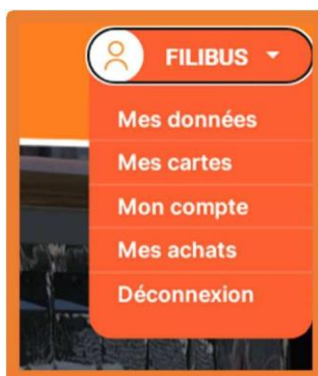 FILIBUS
Mes données
Mes cartes
Mon compte
Mes achats
Déconnexion